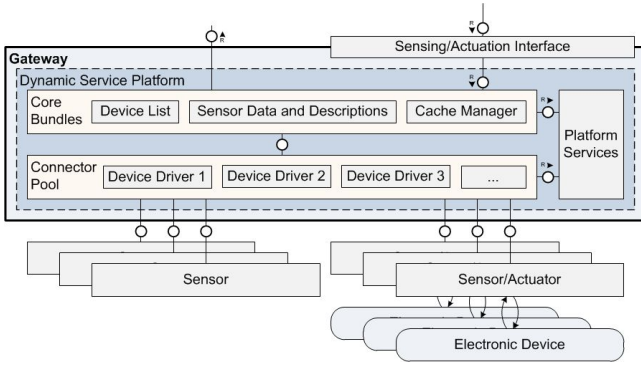 R
R
Sensing/Actuation Interface
Gateway
Dynamic Service Platform
R
Core Bundles
Device List
Sensor Data and Descriptions
Cache Manager
R
Platform Services
Connector Pool
Device Driver 1
Device Driver 2
Device Driver 3
...
R
Sensor
Sensor/Actuator
Electronic Device